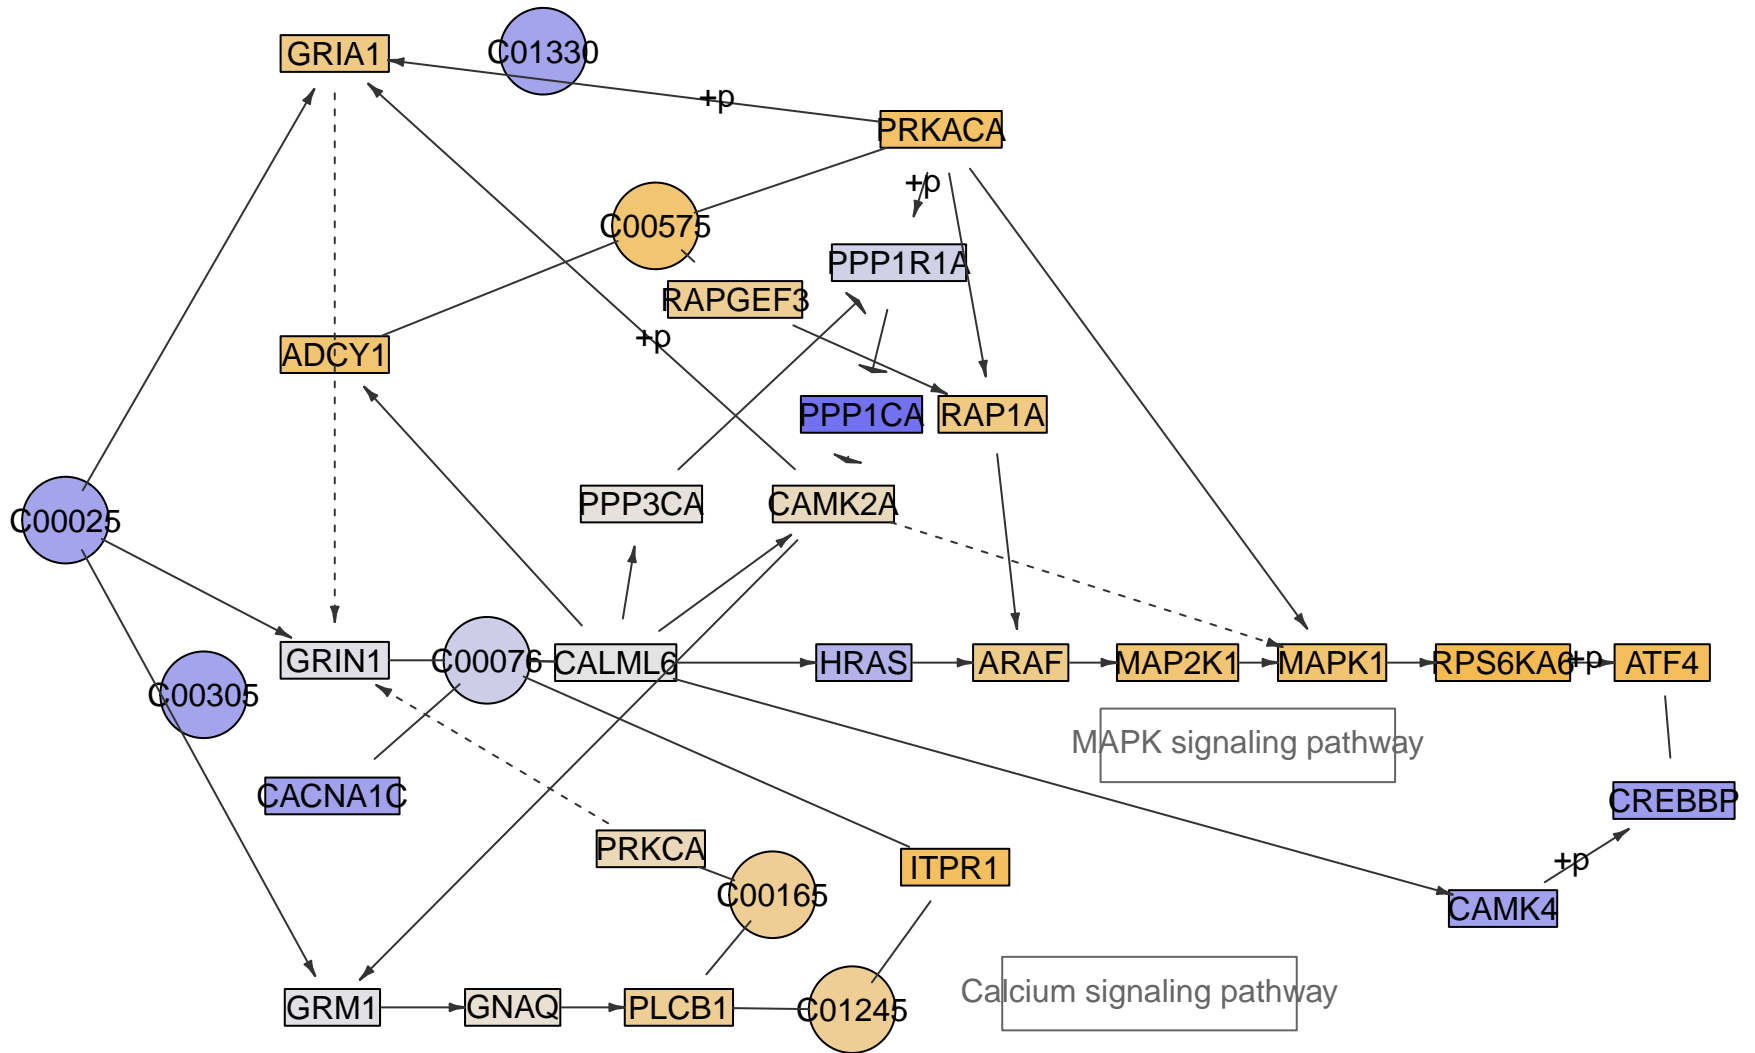 GRIA1
C01330
+p
PRKACA
+p
C00575
PPP1R1A
RAPGEF3
+p
ADCY1
PPP1CA
RAP1A
PPP3CA
CAMK2A
C00025
GRIN1
C00076
CALML6
HRAS
ARAF
MAP2K1
MAPK1
RPS6KA6
+p
ATF4
C00305
MAPK signaling pathway
CACNA1C
CREBBP
PRKCA
ITPR1
+p
C00165
CAMK4
Calcium signaling pathway
GRM1
GNAQ
PLCB1
C01245